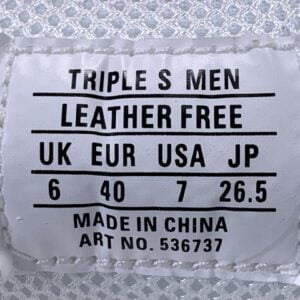 TRIPLE S MEN
LEATHER FREE
UK EUR USA JP
6 40 7 26.5
MADE IN CHINA
ART NO. 536737